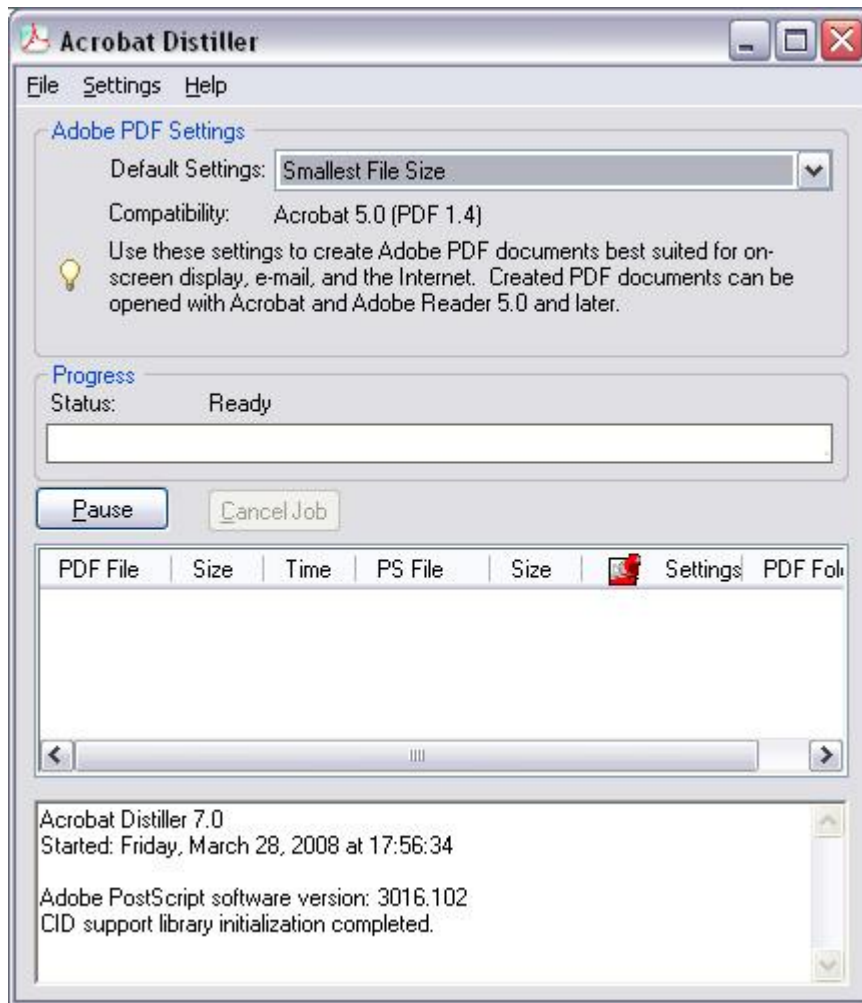 Acrobat Distiller
File Settings Help
Adobe PDF Settings
Default Settings: Smallest File Size
Compatibility: Acrobat 5.0 (PDF 1.4)
Use these settings to create Adobe PDF documents best suited for on-
screen display, e-mail, and the Internet. Created PDF documents can be
opened with Acrobat and Adobe Reader 5.0 and later.
Progress
Status: Ready
Pause Cancel Job
PDF File Size Time PS File Size Settings PDF Fol
Acrobat Distiller 7.0
Started: Friday, March 28, 2008 at 17:56:34
Adobe PostScript software version: 3016.102
CID support library initialization completed.